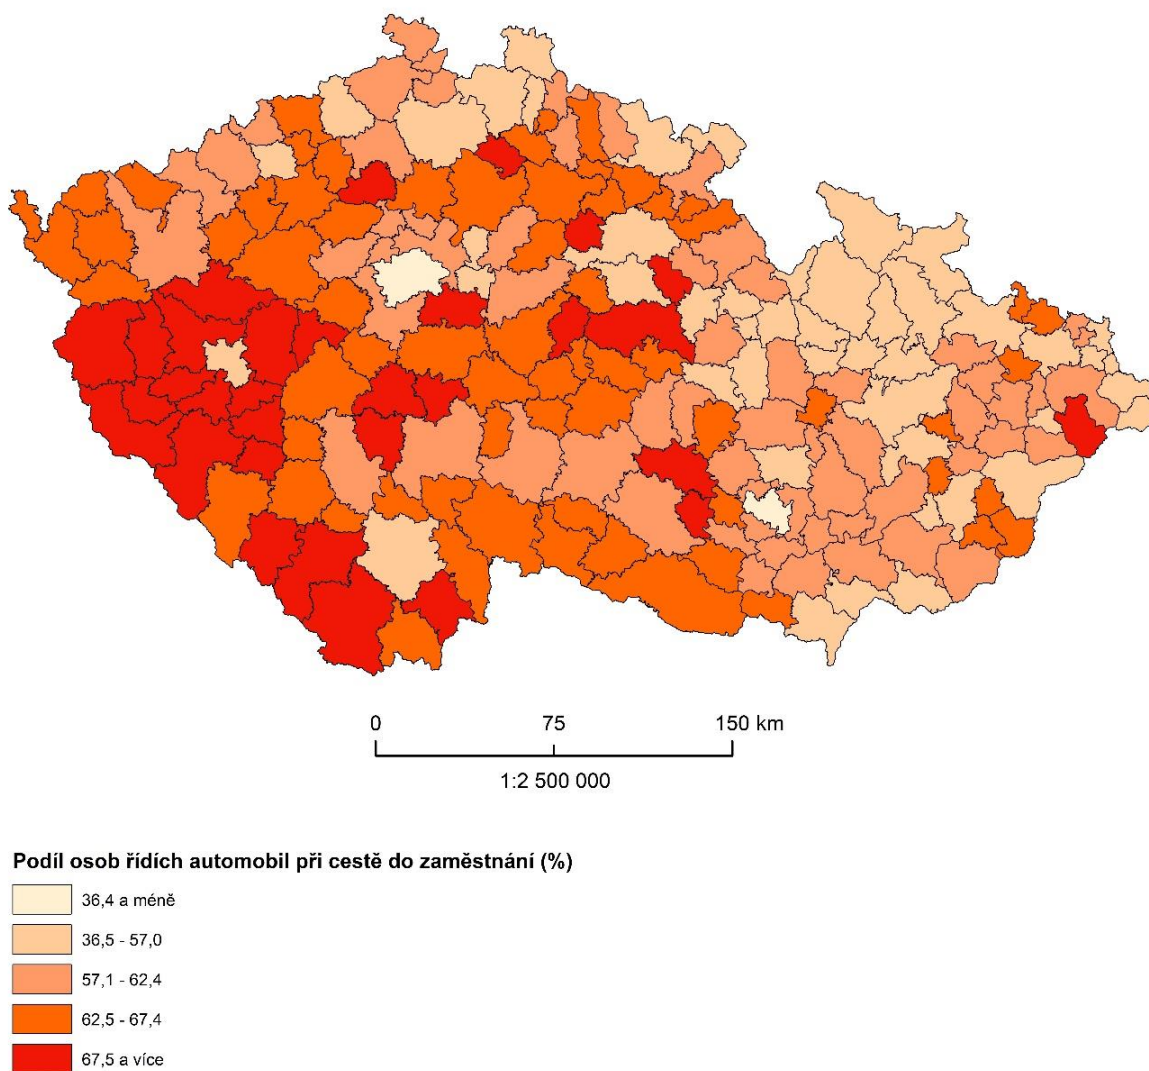 0 75 150 km
1:2 500 000
Podíl osob řídích automobil při cestě do zaměstnání (%)
36,4 a méně
36,5 - 57,0
57,1 - 62,4
62,5 - 67,4
67,5 a více